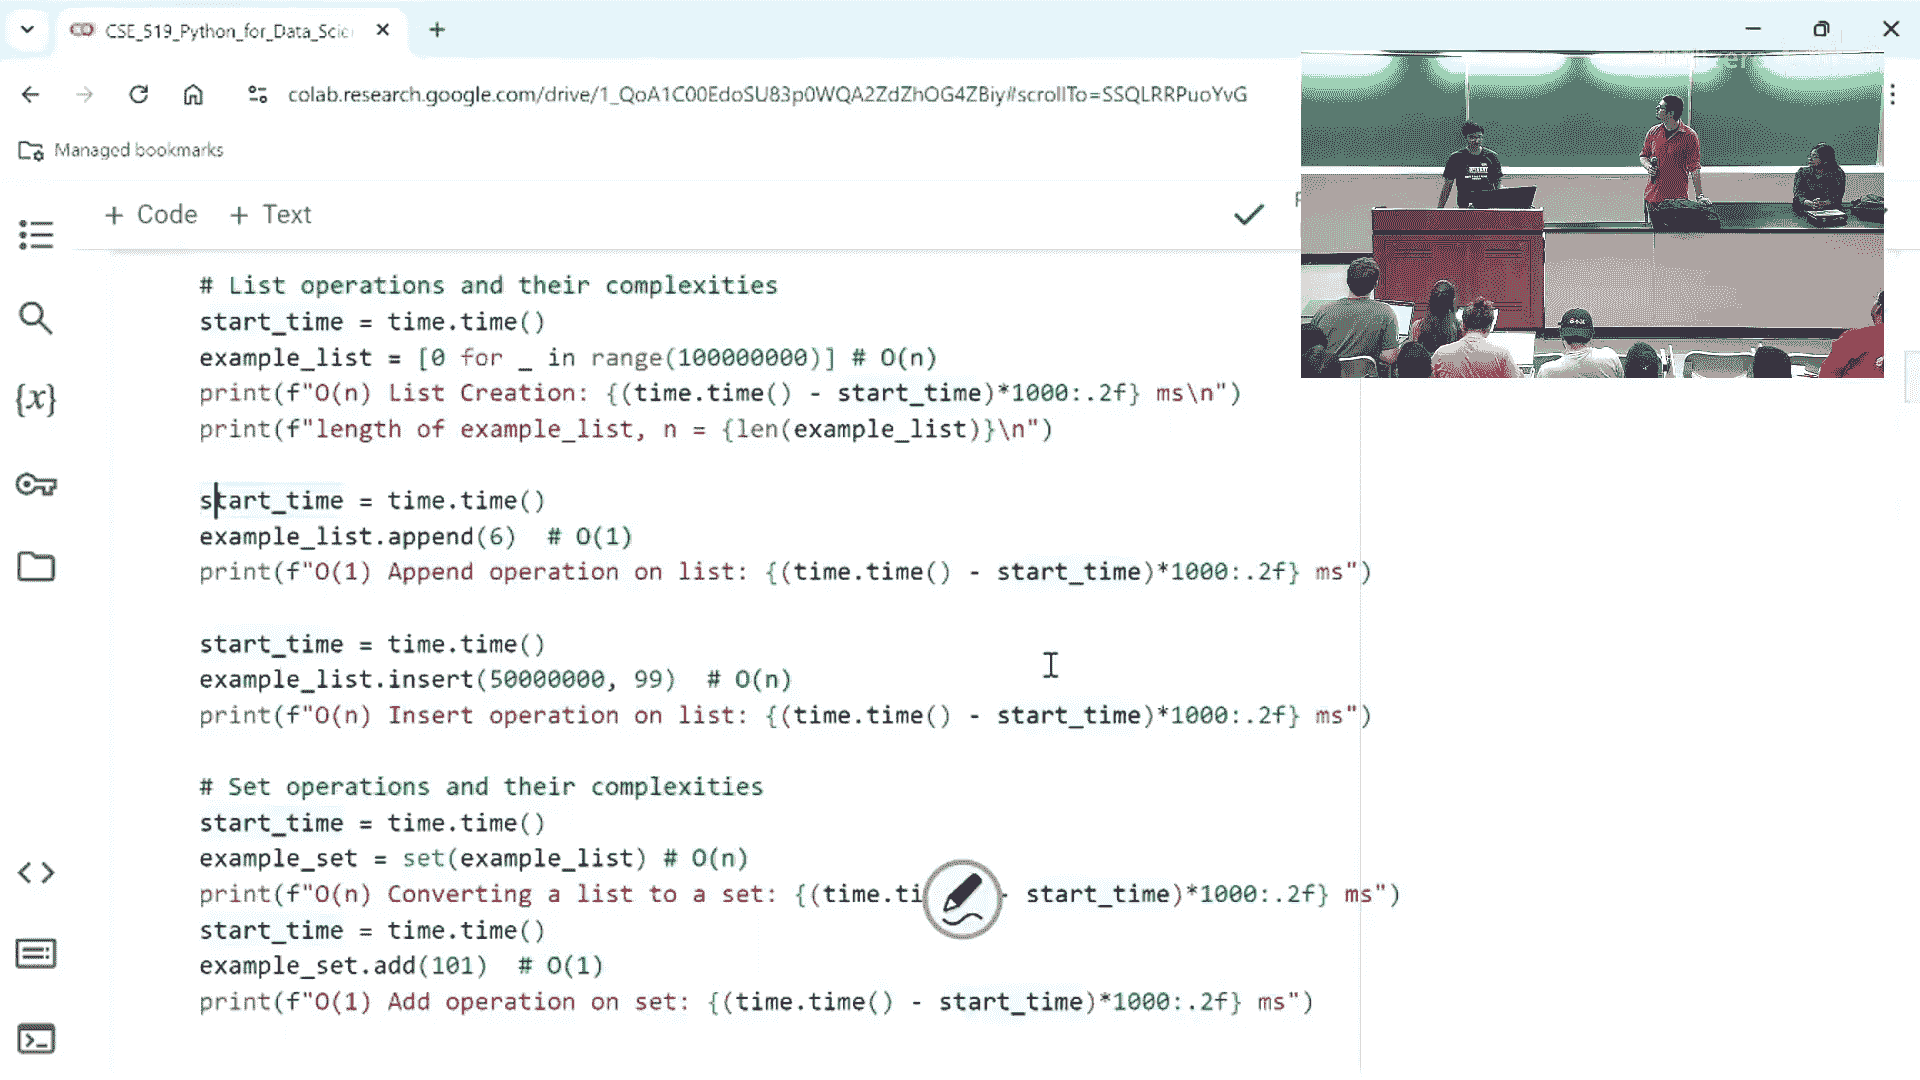 CSE_519_Python_for_Data_Scie
colab.research.google.com/drive/1_QoA1C00EdoSU83p0WQA2ZdZhOG4ZBiy#scrollTo=SSQLRRPuoYvG
Managed bookmarks
+ Code + Text
# List operations and their complexities
start_time = time.time()
example_list = [0 for _ in range(100000000)] # O(n)
print(f"O(n) List Creation: {(time.time() - start_time)*1000:.2f} ms\n")
print(f"length of example_list, n = {len(example_list)}\n")
start_time = time.time()
example_list.append(6) # O(1)
print(f"O(1) Append operation on list: {(time.time() - start_time)*1000:.2f} ms")
start_time = time.time()
example_list.insert(50000000, 99) # O(n)
print(f"O(n) Insert operation on list: {(time.time() - start_time)*1000:.2f} ms")
# Set operations and their complexities
start_time = time.time()
example_set = set(example_list) # O(n)
print(f"O(n) Converting a list to a set: {(time.ti - start_time)*1000:.2f} ms")
start_time = time.time()
example_set.add(101) # O(1)
print(f"O(1) Add operation on set: {(time.time() - start_time)*1000:.2f} ms")